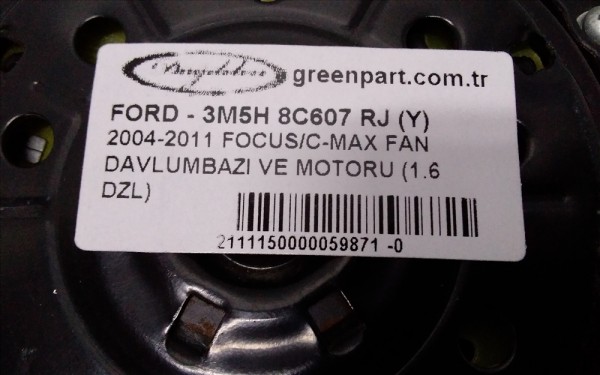 greenpart.com.tr
FORD - 3M5H 8C607 RJ (Y)
2004-2011 FOCUS/C-MAX FAN
DAVLUMBAZI VE MOTORU (1.6
DZL)
2111150000059871 -0